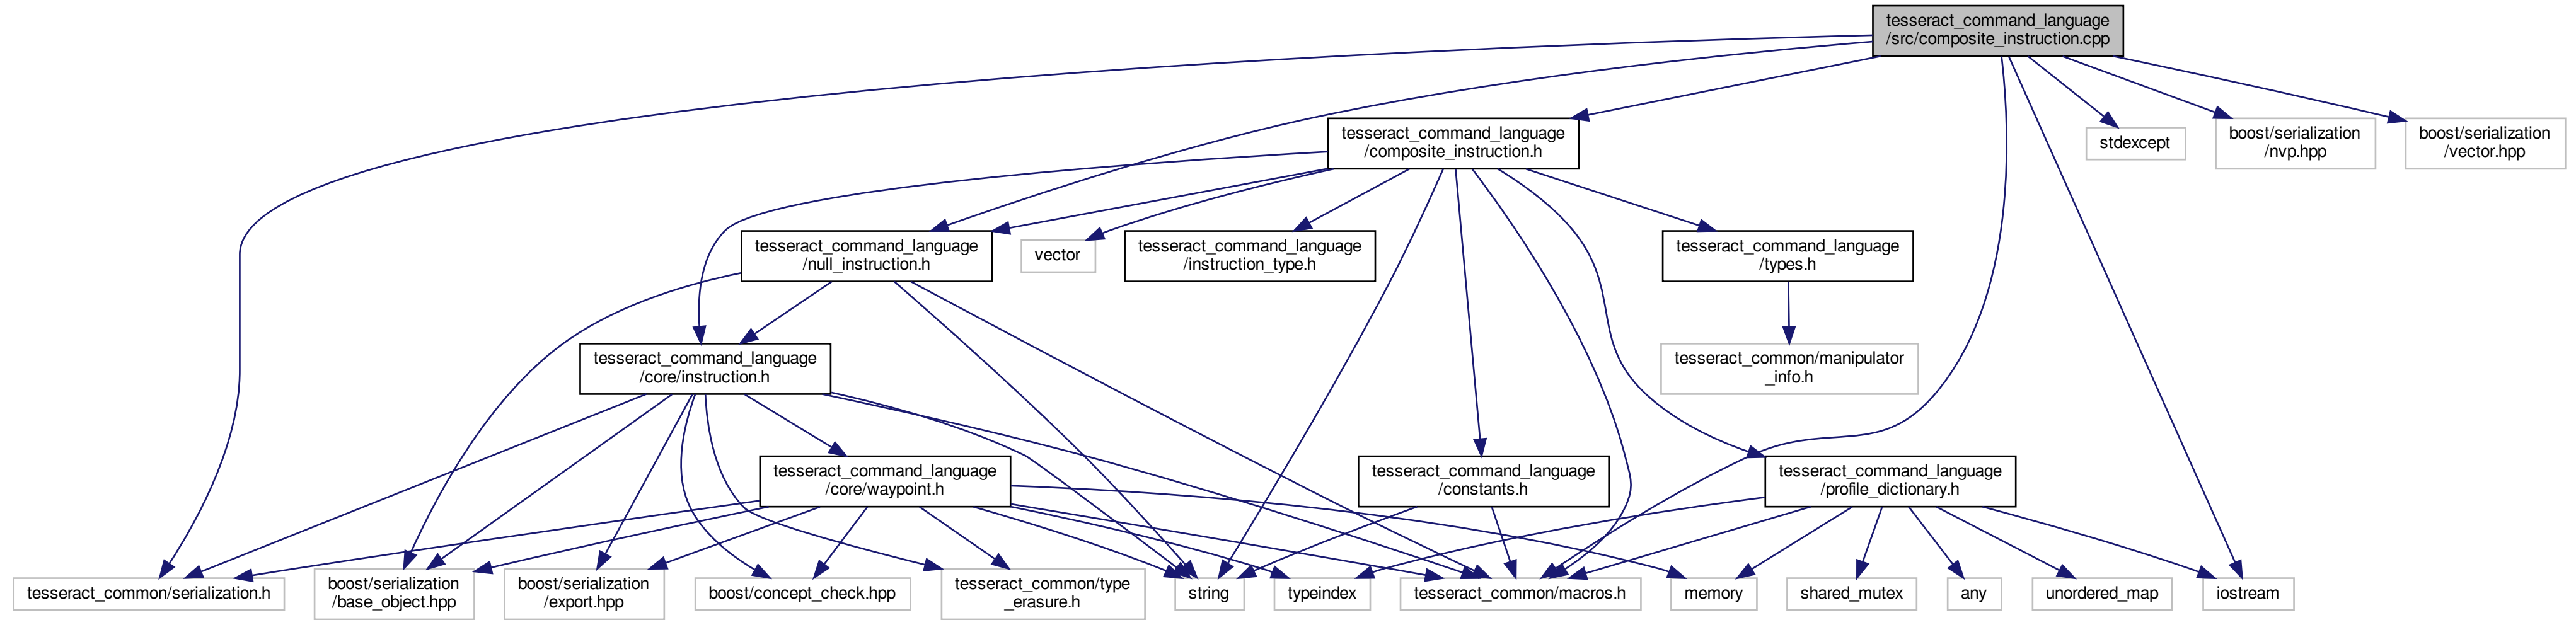 tesseract_command_language
/src/composite_instruction.cpp
tesseract_command_language
/composite_instruction.h
stdexcept
boost/serialization
/nvp.hpp
boost/serialization
/vector.hpp
tesseract_command_language
/null_instruction.h
vector
tesseract_command_language
/instruction_type.h
tesseract_command_language
/types.h
tesseract_command_language
/core/instruction.h
tesseract_common/manipulator
_info.h
tesseract_command_language
/core/waypoint.h
tesseract_command_language
/constants.h
tesseract_command_language
/profile_dictionary.h
tesseract_common/serialization.h
boost/serialization
/base_object.hpp
boost/serialization
/export.hpp
boost/concept_check.hpp
tesseract_common/type
_erasure.h
string
typeindex
tesseract_common/macros.h
memory
shared_mutex
any
unordered_map
iostream